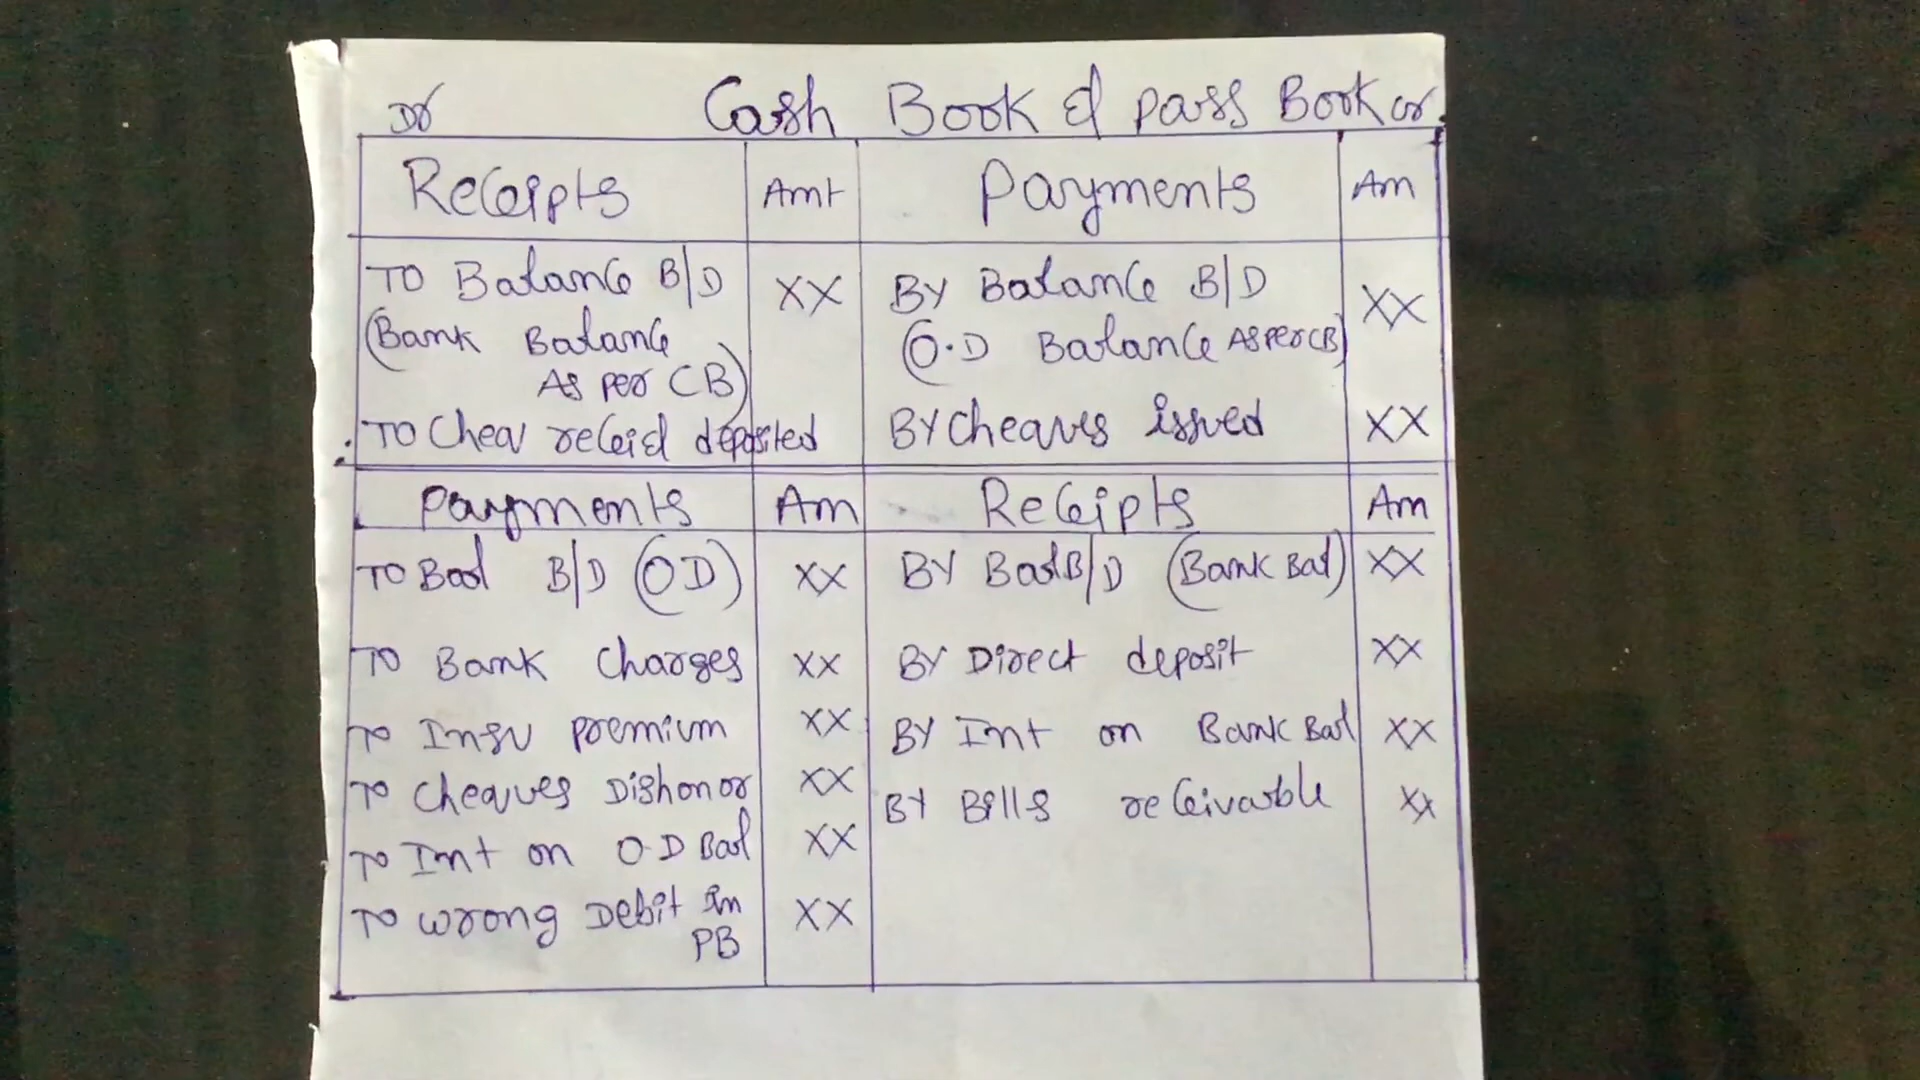 Dr Cash Book & pass Book cr
Receipts Amt Payments Am
TO Balance B/D XX BY Balance B/D XX
(Bank Balance (O.D Balance AS Per CB)
As per CB)
TO Cheq receid deposited BY Cheques issued XX
Payments Am Receipts Am
TO Bal B/D (OD) XX BY Bal B/D (Bank Bal) XX
TO Bank Charges XX BY Direct deposit XX
To Insu premium XX BY Int on Bank Bal XX
To Cheques Dishonor XX BY Bills receivable XX
To Int on O.D Bal XX
To wrong Debit in XX
PB